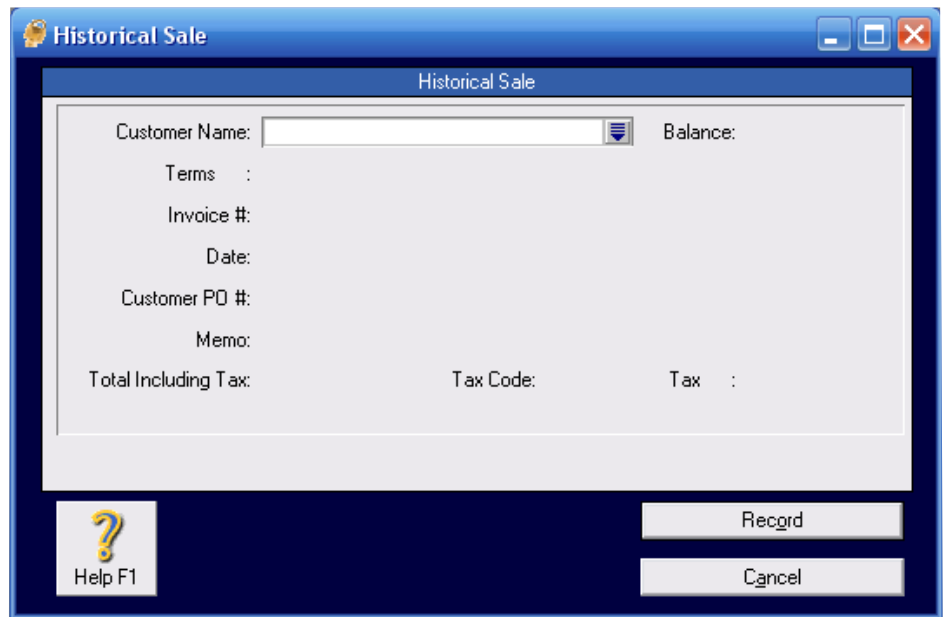 Historical Sale
Historical Sale
Customer Name: Balance:
Terms :
Invoice #:
Date:
Customer PO #:
Memo:
Total Including Tax: Tax Code: Tax :
Record
Help F1
Cancel